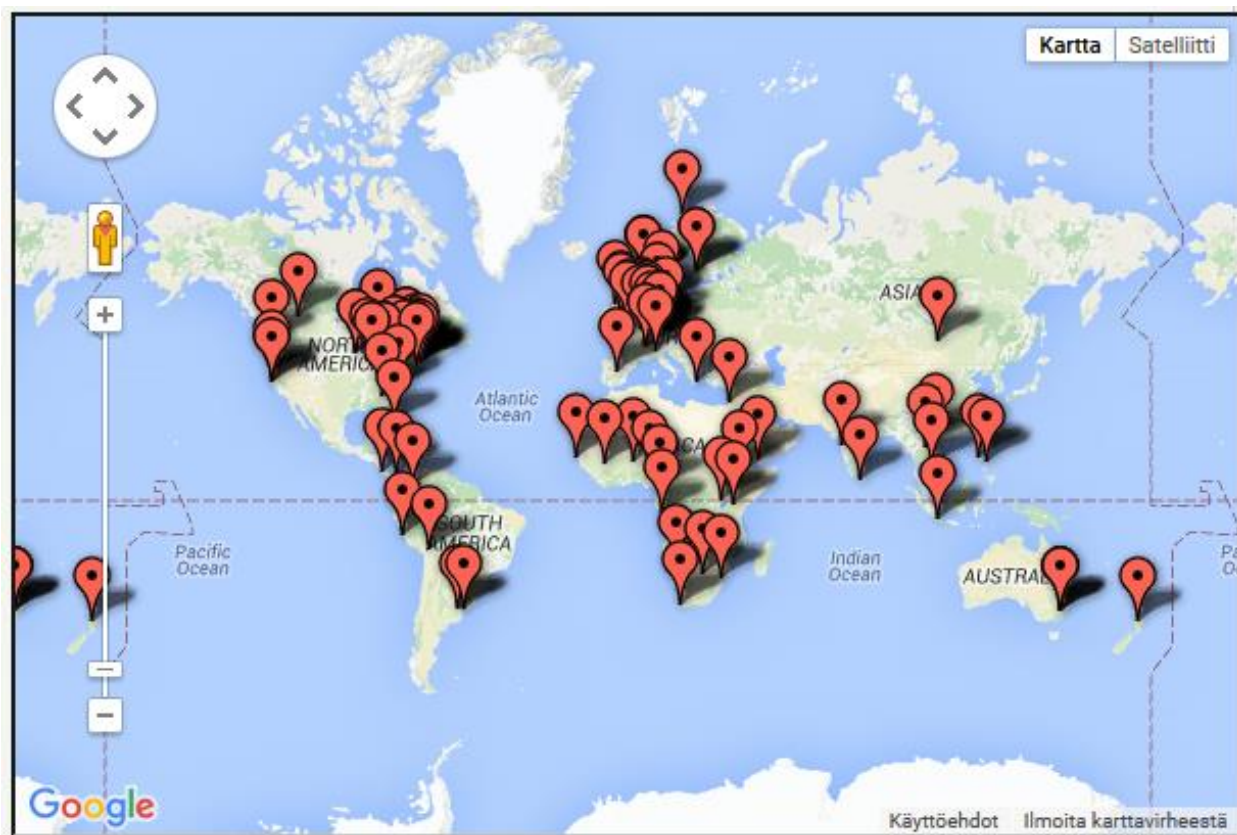 Kartta Satelliitti
ASIA
NORTH
AMERICA
Atlantic
Ocean
SOUTH
AMERICA
Pacific
Ocean
Indian
Ocean
AUSTRAL
Google
Käyttöehdot Ilmoita karttavirheestä